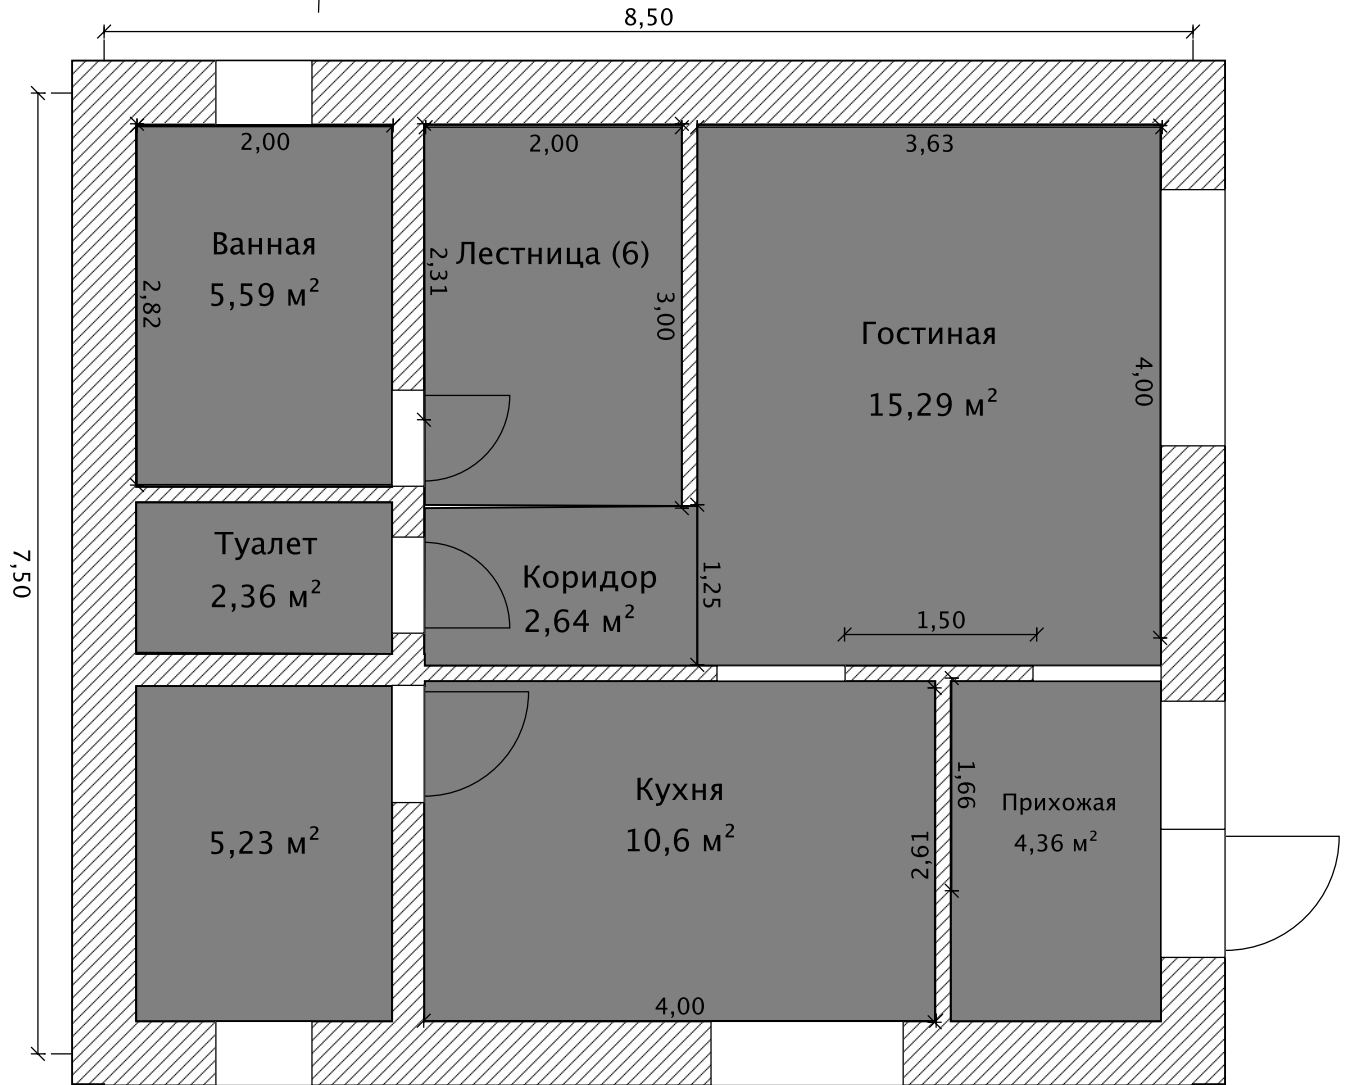 8,50
2,00
2,00
3,63
Ванная
5,59 м²
2,82
2,31
Лестница (6)
3,00
Гостиная
15,29 м²
4,00
7,50
Туалет
2,36 м²
Коридор
2,64 м²
1,25
1,50
5,23 м²
Кухня
10,6 м²
2,61
1,66
Прихожая
4,36 м²
4,00